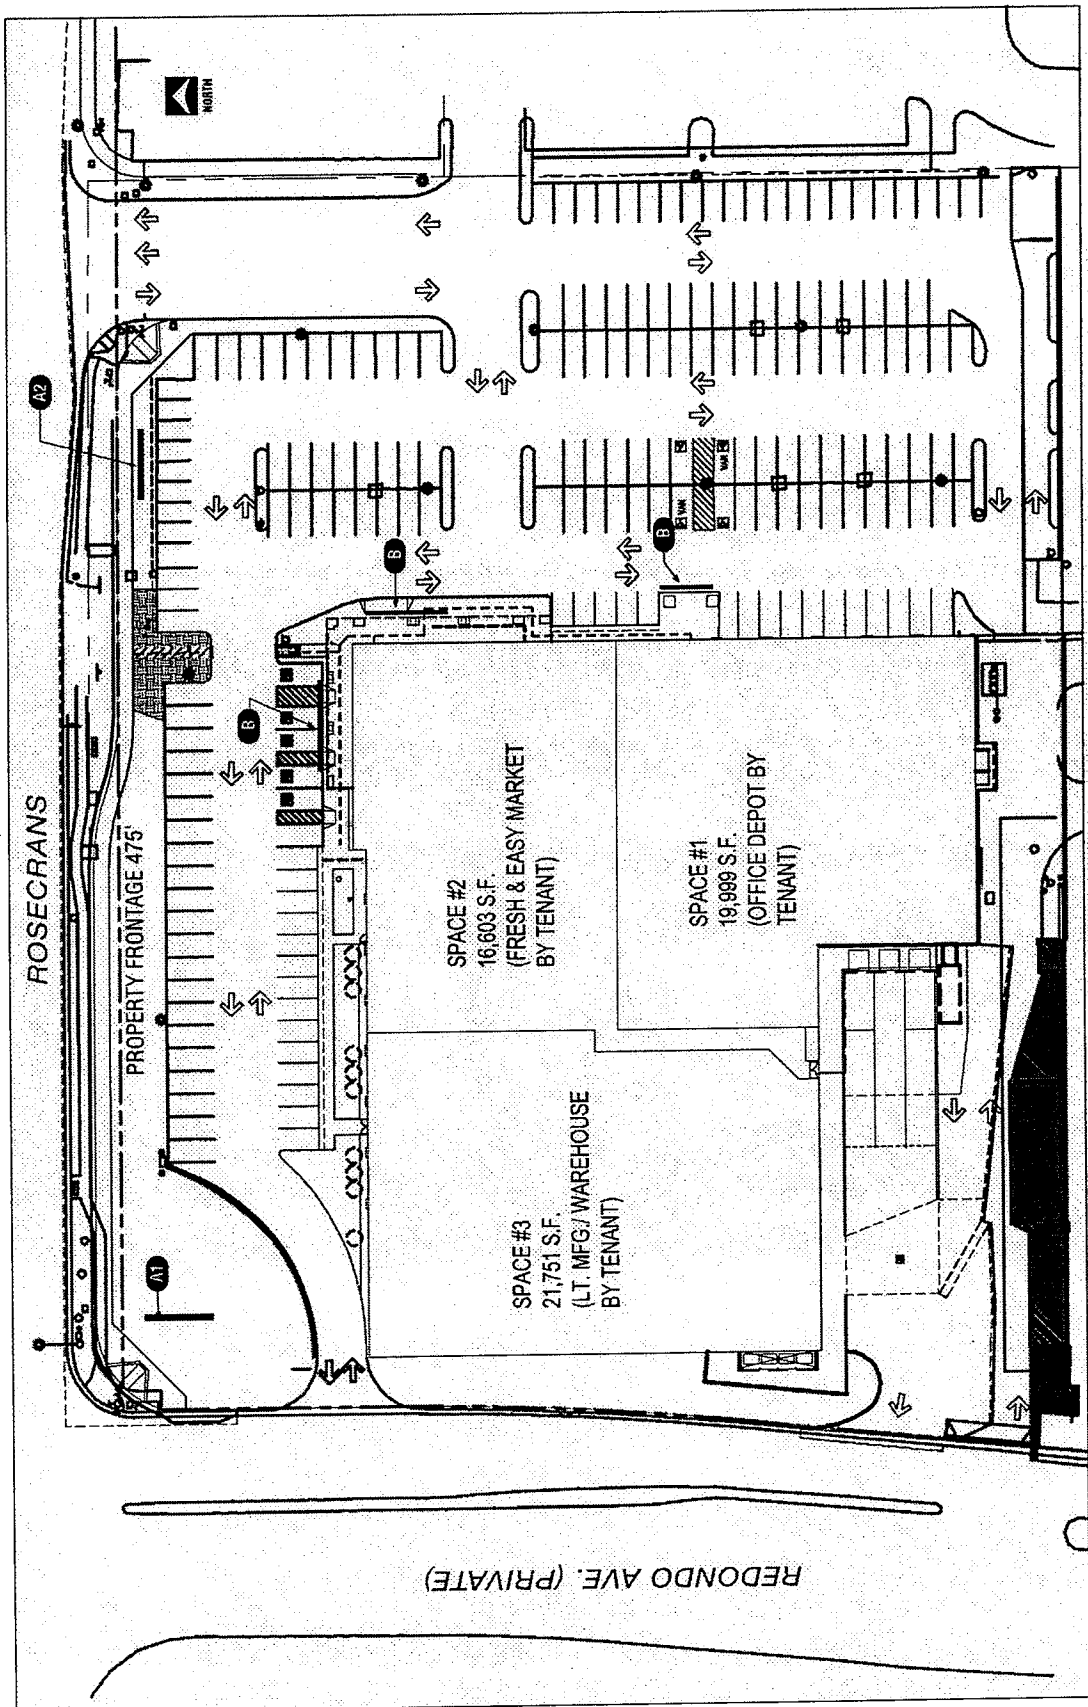 ROSECRANS
PROPERTY FRONTAGE 475'
A1
A2
NORTH
B
B
B
SPACE #2
16,603 S.F.
(FRESH & EASY MARKET
BY TENANT)
SPACE #1
19,999 S.F.
(OFFICE DEPOT BY
TENANT)
SPACE #3
21,751 S.F.
(LT. MFG./ WAREHOUSE
BY TENANT)
VAN
VAN
REDONDO AVE. (PRIVATE)